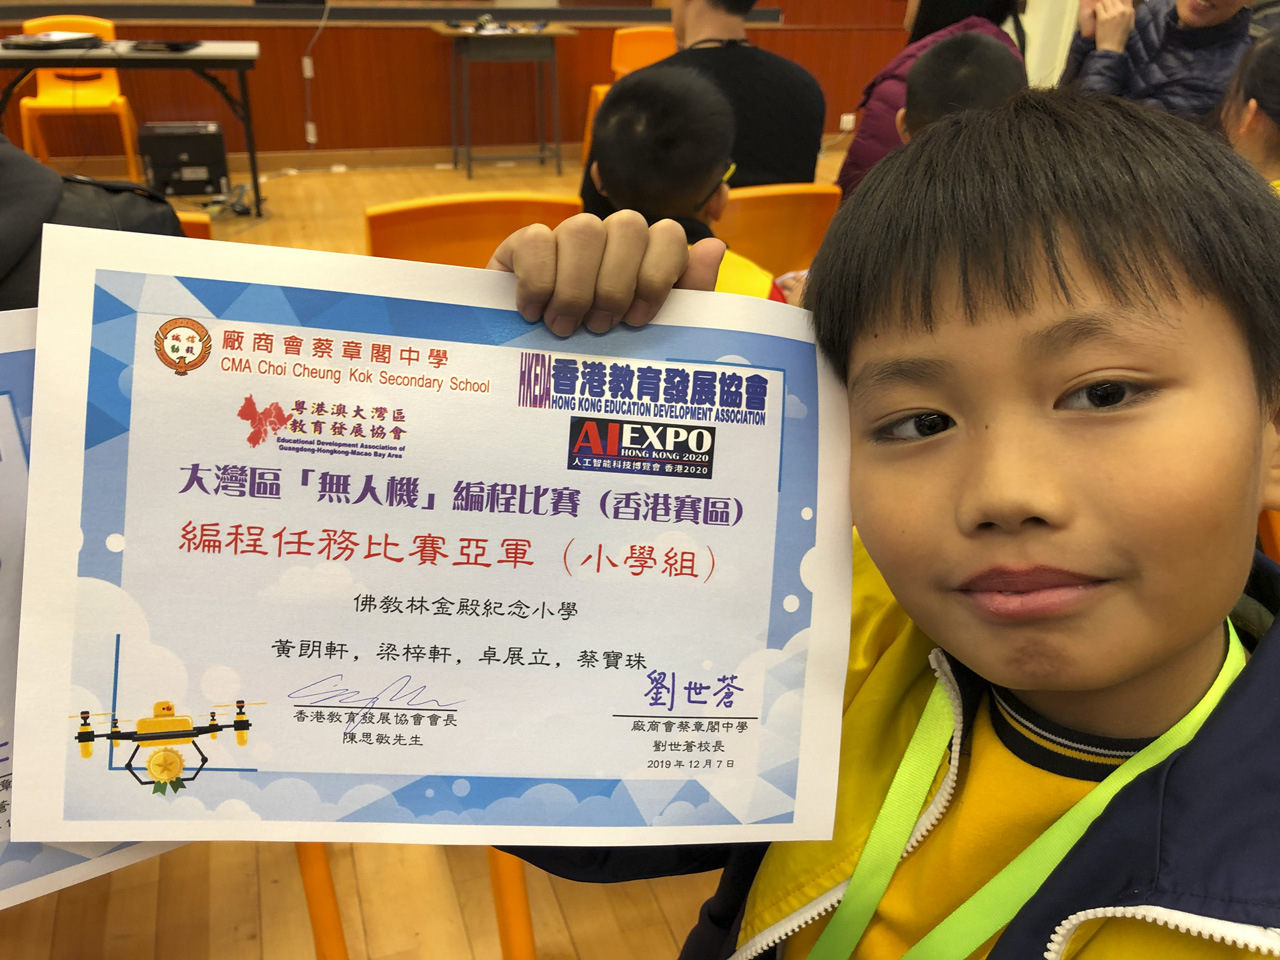 誠信
勤毅
廠商會蔡章閣中學
CMA Choi Cheung Kok Secondary School
HKEDA香港教育發展協會
HONG KONG EDUCATION DEVELOPMENT ASSOCIATION
粵港澳大灣區
教育發展協會
Educational Development Association of
Guangdong-Hongkong-Macao Bay Area
AI EXPO
HONG KONG 2020
人工智能科技博覽會 香港2020
大灣區「無人機」編程比賽（香港賽區）
編程任務比賽亞軍（小學組）
佛教林金殿紀念小學
黃朗軒，梁梓軒，卓展立，蔡寶珠
劉世蒼
香港教育發展協會會長
陳思敏先生
廠商會蔡章閣中學
劉世蒼校長
2019年12月7日